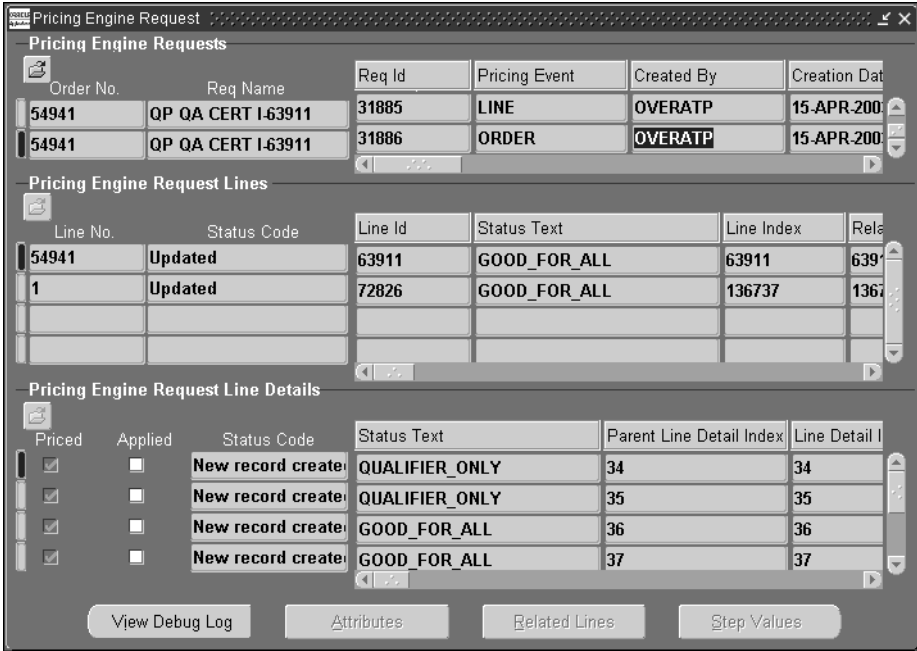 Pricing Engine Request
Pricing Engine Requests
Order No. Req Name Req Id Pricing Event Created By Creation Dat
54941 QP QA CERT I-63911 31885 LINE OVERATP 15-APR-200
54941 QP QA CERT I-63911 31886 ORDER OVERATP 15-APR-200
Pricing Engine Request Lines
Line No. Status Code Line Id Status Text Line Index Rela
54941 Updated 63911 GOOD_FOR_ALL 63911 639
1 Updated 72826 GOOD_FOR_ALL 136737 136
Pricing Engine Request Line Details
Priced Applied Status Code Status Text Parent Line Detail Index Line Detail I
New record create QUALIFIER_ONLY 34 34
New record create QUALIFIER_ONLY 35 35
New record create GOOD_FOR_ALL 36 36
New record create GOOD_FOR_ALL 37 37
View Debug Log Attributes Related Lines Step Values